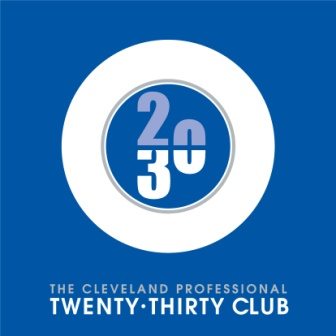 20
30
THE CLEVELAND PROFESSIONAL
TWENTY·THIRTY CLUB